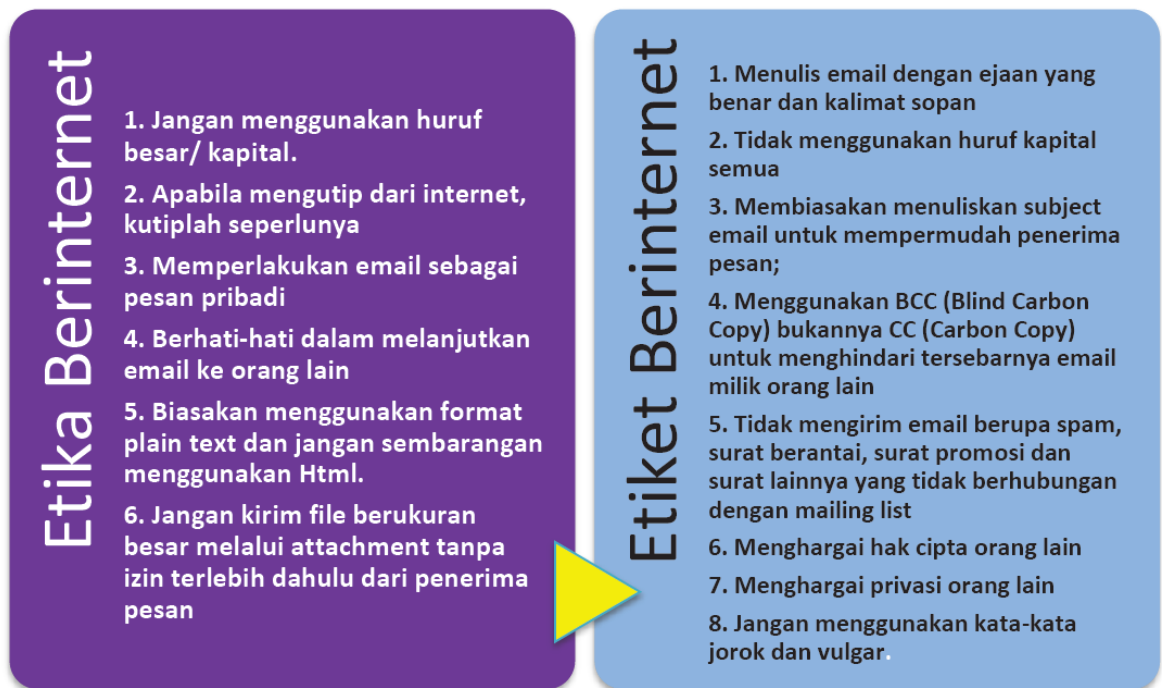 Etika Berinternet
1. Jangan menggunakan huruf
besar/ kapital.
2. Apabila mengutip dari internet,
kutiplah seperlunya
3. Memperlakukan email sebagai
pesan pribadi
4. Berhati-hati dalam melanjutkan
email ke orang lain
5. Biasakan menggunakan format
plain text dan jangan sembarangan
menggunakan Html.
6. Jangan kirim file berukuran
besar melalui attachment tanpa
izin terlebih dahulu dari penerima
pesan
Etiket Berinternet
1. Menulis email dengan ejaan yang
benar dan kalimat sopan
2. Tidak menggunakan huruf kapital
semua
3. Membiasakan menuliskan subject
email untuk mempermudah penerima
pesan;
4. Menggunakan BCC (Blind Carbon
Copy) bukannya CC (Carbon Copy)
untuk menghindari tersebarnya email
milik orang lain
5. Tidak mengirim email berupa spam,
surat berantai, surat promosi dan
surat lainnya yang tidak berhubungan
dengan mailing list
6. Menghargai hak cipta orang lain
7. Menghargai privasi orang lain
8. Jangan menggunakan kata-kata
jorok dan vulgar.